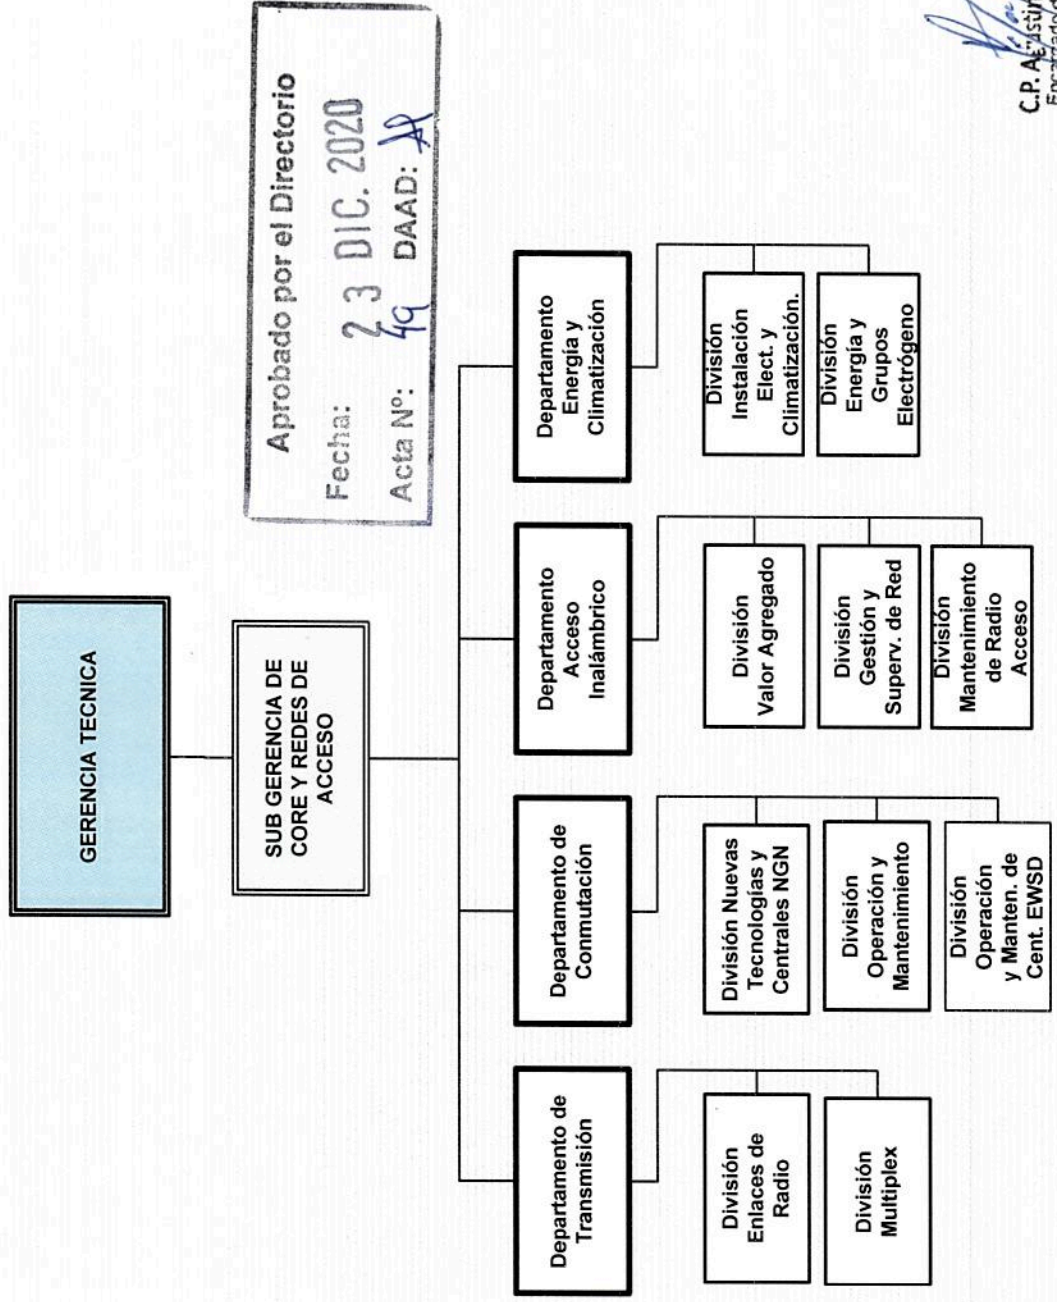 GERENCIA TECNICA
SUB GERENCIA DE
CORE Y REDES DE
ACCESO
Aprobado por el Directorio
Fecha: 23 DIC. 2020
Acta Nº: 49 DAAD:
Departamento de
Transmisión
Departamento de
Conmutación
Departamento
Acceso
Inalámbrico
Departamento
Energía y
Climatización
División
Enlaces de
Radio
División
Multiplex
División Nuevas
Tecnologías y
Centrales NGN
División
Operación y
Mantenimiento
División
Operación
y Manten. de
Cent. EWSD
División
Valor Agregado
División
Gestión y
Superv. de Red
División
Mantenimiento
de Radio
Acceso
División
Instalación
Elect. y
Climatización.
División
Energía y
Grupos
Electrógeno
C.P.